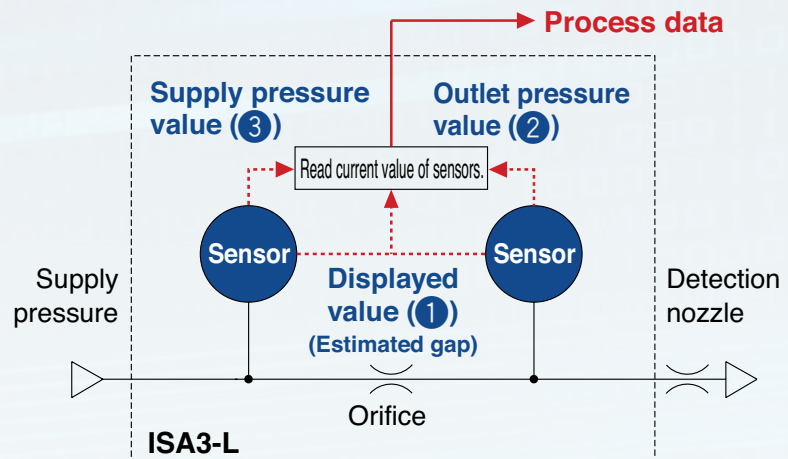 Process data
Supply pressure
value (3)
Outlet pressure
value (2)
Read current value of sensors.
Sensor
Sensor
Supply
pressure
Displayed
value (1)
(Estimated gap)
Detection
nozzle
Orifice
ISA3-L